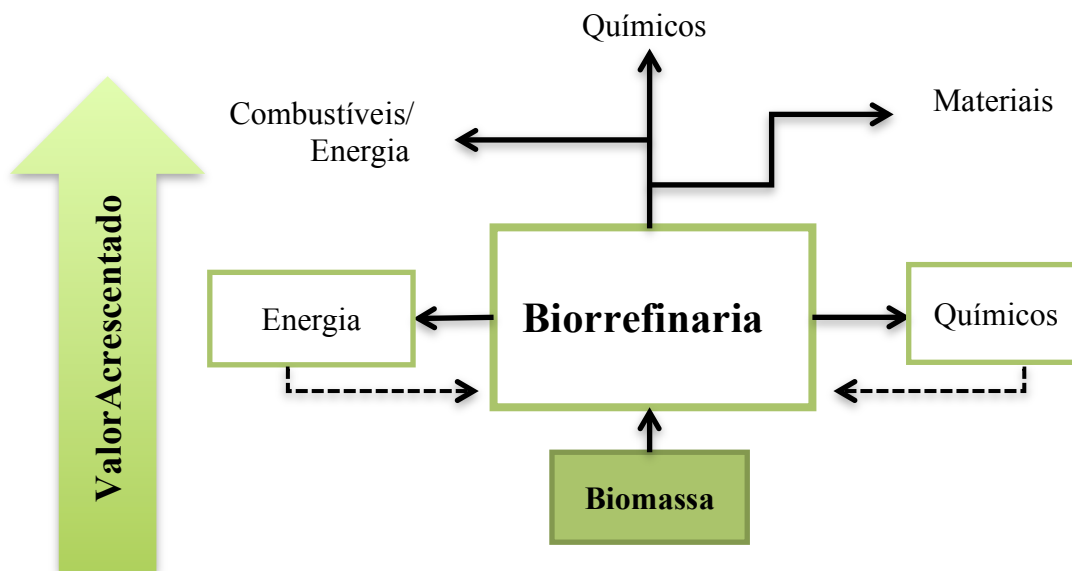 Químicos
Combustíveis/
Energia
Materiais
ValorAcrescentado
Energia
Biorrefinaria
Químicos
Biomassa